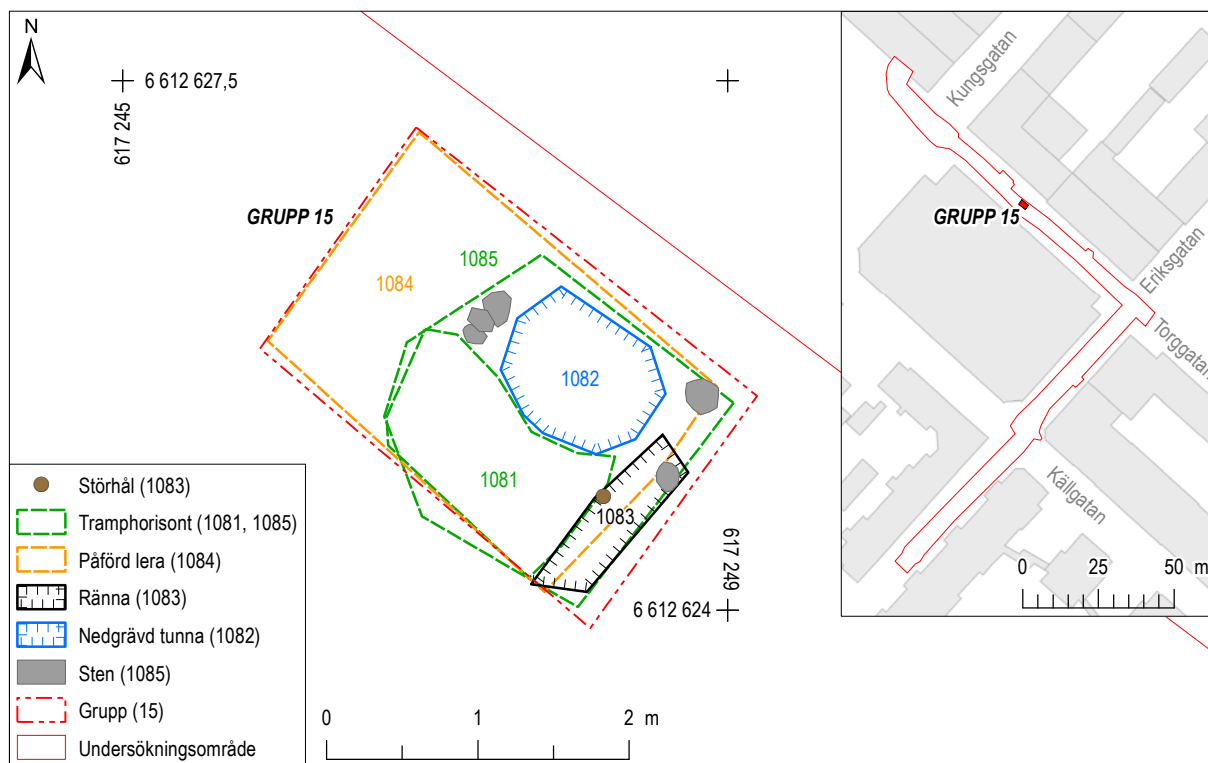 N
6 612 627,5
617 245
GRUPP 15
1085
1084
1082
1081
1083
617 249
6 612 624
Störhål (1083)
Tramphorisont (1081, 1085)
Påförd lera (1084)
Ränna (1083)
Nedgrävd tunna (1082)
Sten (1085)
Grupp (15)
Undersökningsområde
0 1 2 m
Kungsgatan
GRUPP 15
Eriksgatan
Torggatan
Källgatan
0 25 50 m